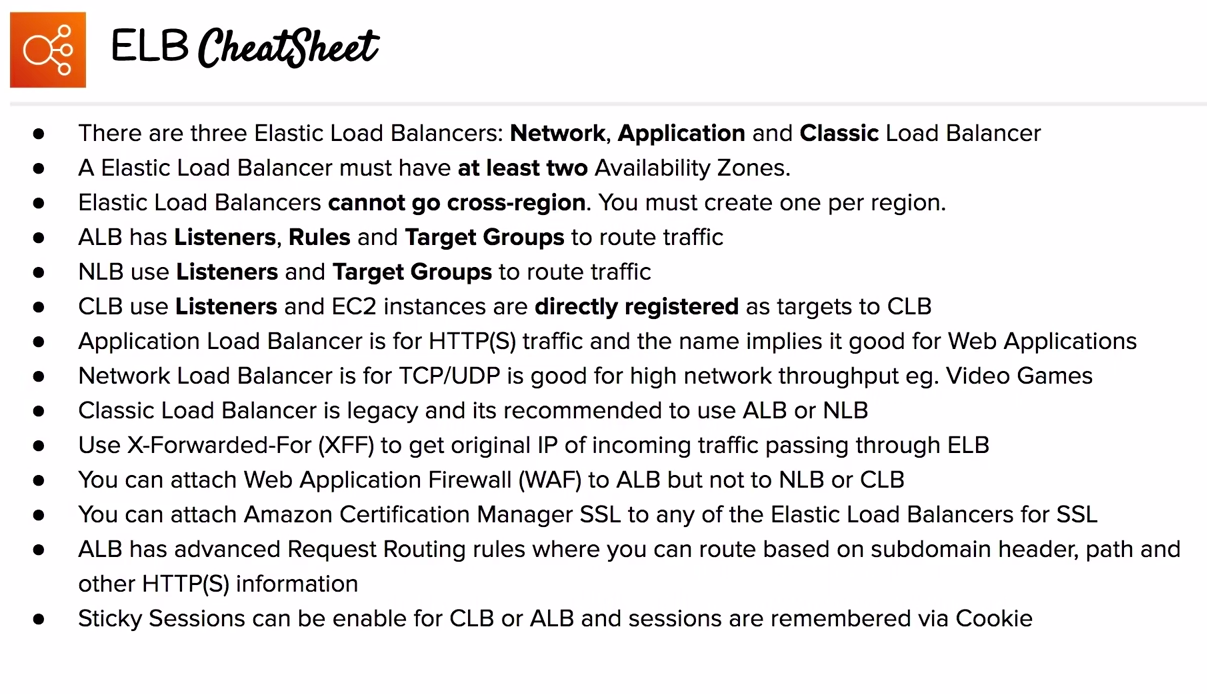 ELB CheatSheet
● There are three Elastic Load Balancers: Network, Application and Classic Load Balancer
● A Elastic Load Balancer must have at least two Availability Zones.
● Elastic Load Balancers cannot go cross-region. You must create one per region.
● ALB has Listeners, Rules and Target Groups to route traffic
● NLB use Listeners and Target Groups to route traffic
● CLB use Listeners and EC2 instances are directly registered as targets to CLB
● Application Load Balancer is for HTTP(S) traffic and the name implies it good for Web Applications
● Network Load Balancer is for TCP/UDP is good for high network throughput eg. Video Games
● Classic Load Balancer is legacy and its recommended to use ALB or NLB
● Use X-Forwarded-For (XFF) to get original IP of incoming traffic passing through ELB
● You can attach Web Application Firewall (WAF) to ALB but not to NLB or CLB
● You can attach Amazon Certification Manager SSL to any of the Elastic Load Balancers for SSL
● ALB has advanced Request Routing rules where you can route based on subdomain header, path and
other HTTP(S) information
● Sticky Sessions can be enable for CLB or ALB and sessions are remembered via Cookie